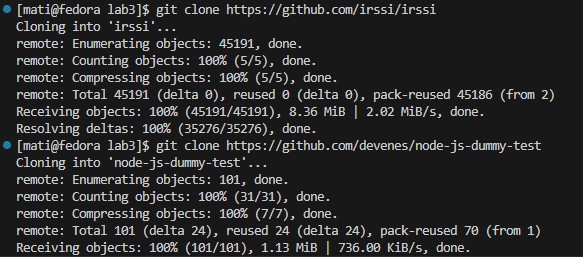 [mati@fedora lab3]$ git clone https://github.com/irssi/irssi
Cloning into 'irssi'...
remote: Enumerating objects: 45191, done.
remote: Counting objects: 100% (5/5), done.
remote: Compressing objects: 100% (5/5), done.
remote: Total 45191 (delta 0), reused 0 (delta 0), pack-reused 45186 (from 2)
Receiving objects: 100% (45191/45191), 8.36 MiB | 2.02 MiB/s, done.
Resolving deltas: 100% (35276/35276), done.
[mati@fedora lab3]$ git clone https://github.com/devenes/node-js-dummy-test
Cloning into 'node-js-dummy-test'...
remote: Enumerating objects: 101, done.
remote: Counting objects: 100% (31/31), done.
remote: Compressing objects: 100% (7/7), done.
remote: Total 101 (delta 24), reused 24 (delta 24), pack-reused 70 (from 1)
Receiving objects: 100% (101/101), 1.13 MiB | 736.00 KiB/s, done.